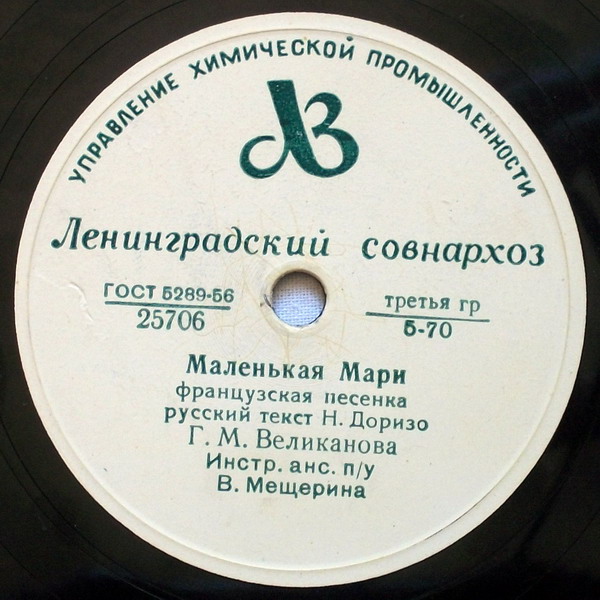 УПРАВЛЕНИЕ ХИМИЧЕСКОЙ ПРОМЫШЛЕННОСТИ
ЛЗ
Ленинградский совнархоз
ГОСТ 5289-56
25706
третья гр
5-70
Маленькая Мари
французская песенка
русский текст Н. Доризо
Г. М. Великанова
Инстр. анс. п/у
В. Мещерина